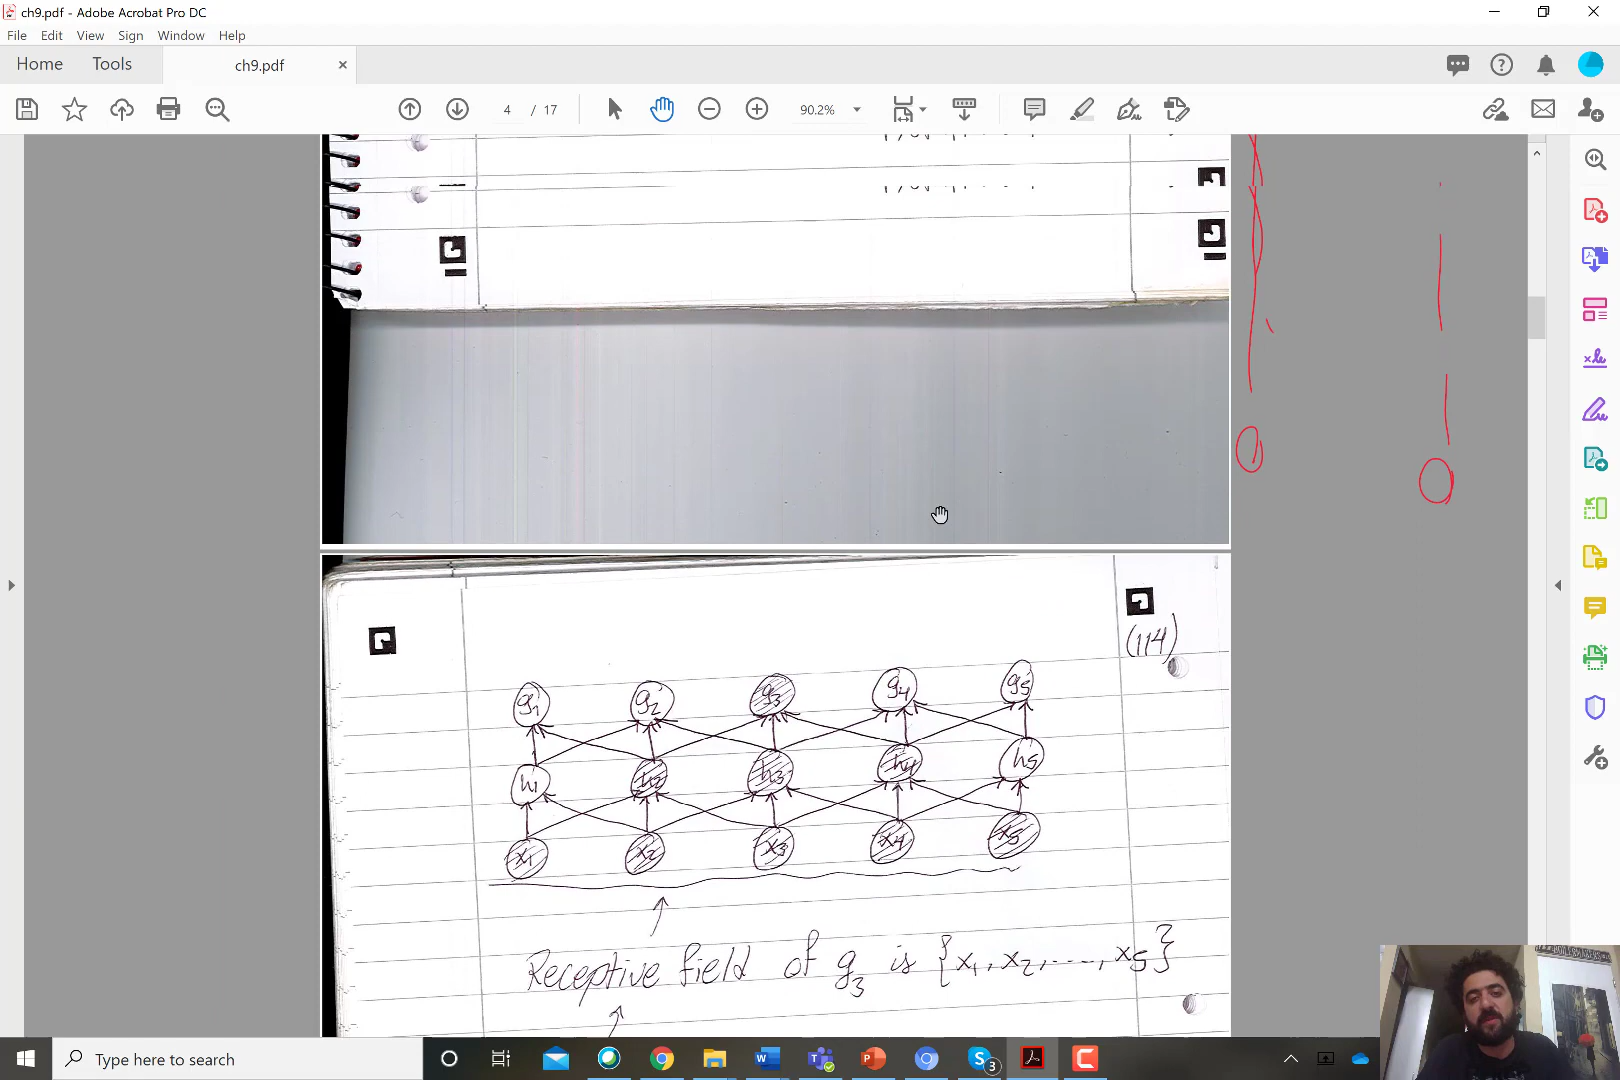 ch9.pdf - Adobe Acrobat Pro DC
File Edit View Sign Window Help
Home Tools ch9.pdf
4 / 17 90.2%
(114)
g1 g2 g3 g4 g5
h1 h2 h3 h4 h5
x1 x2 x3 x4 x5
Receptive field of g3 is {x1, x2, ...., x5}
Type here to search
3